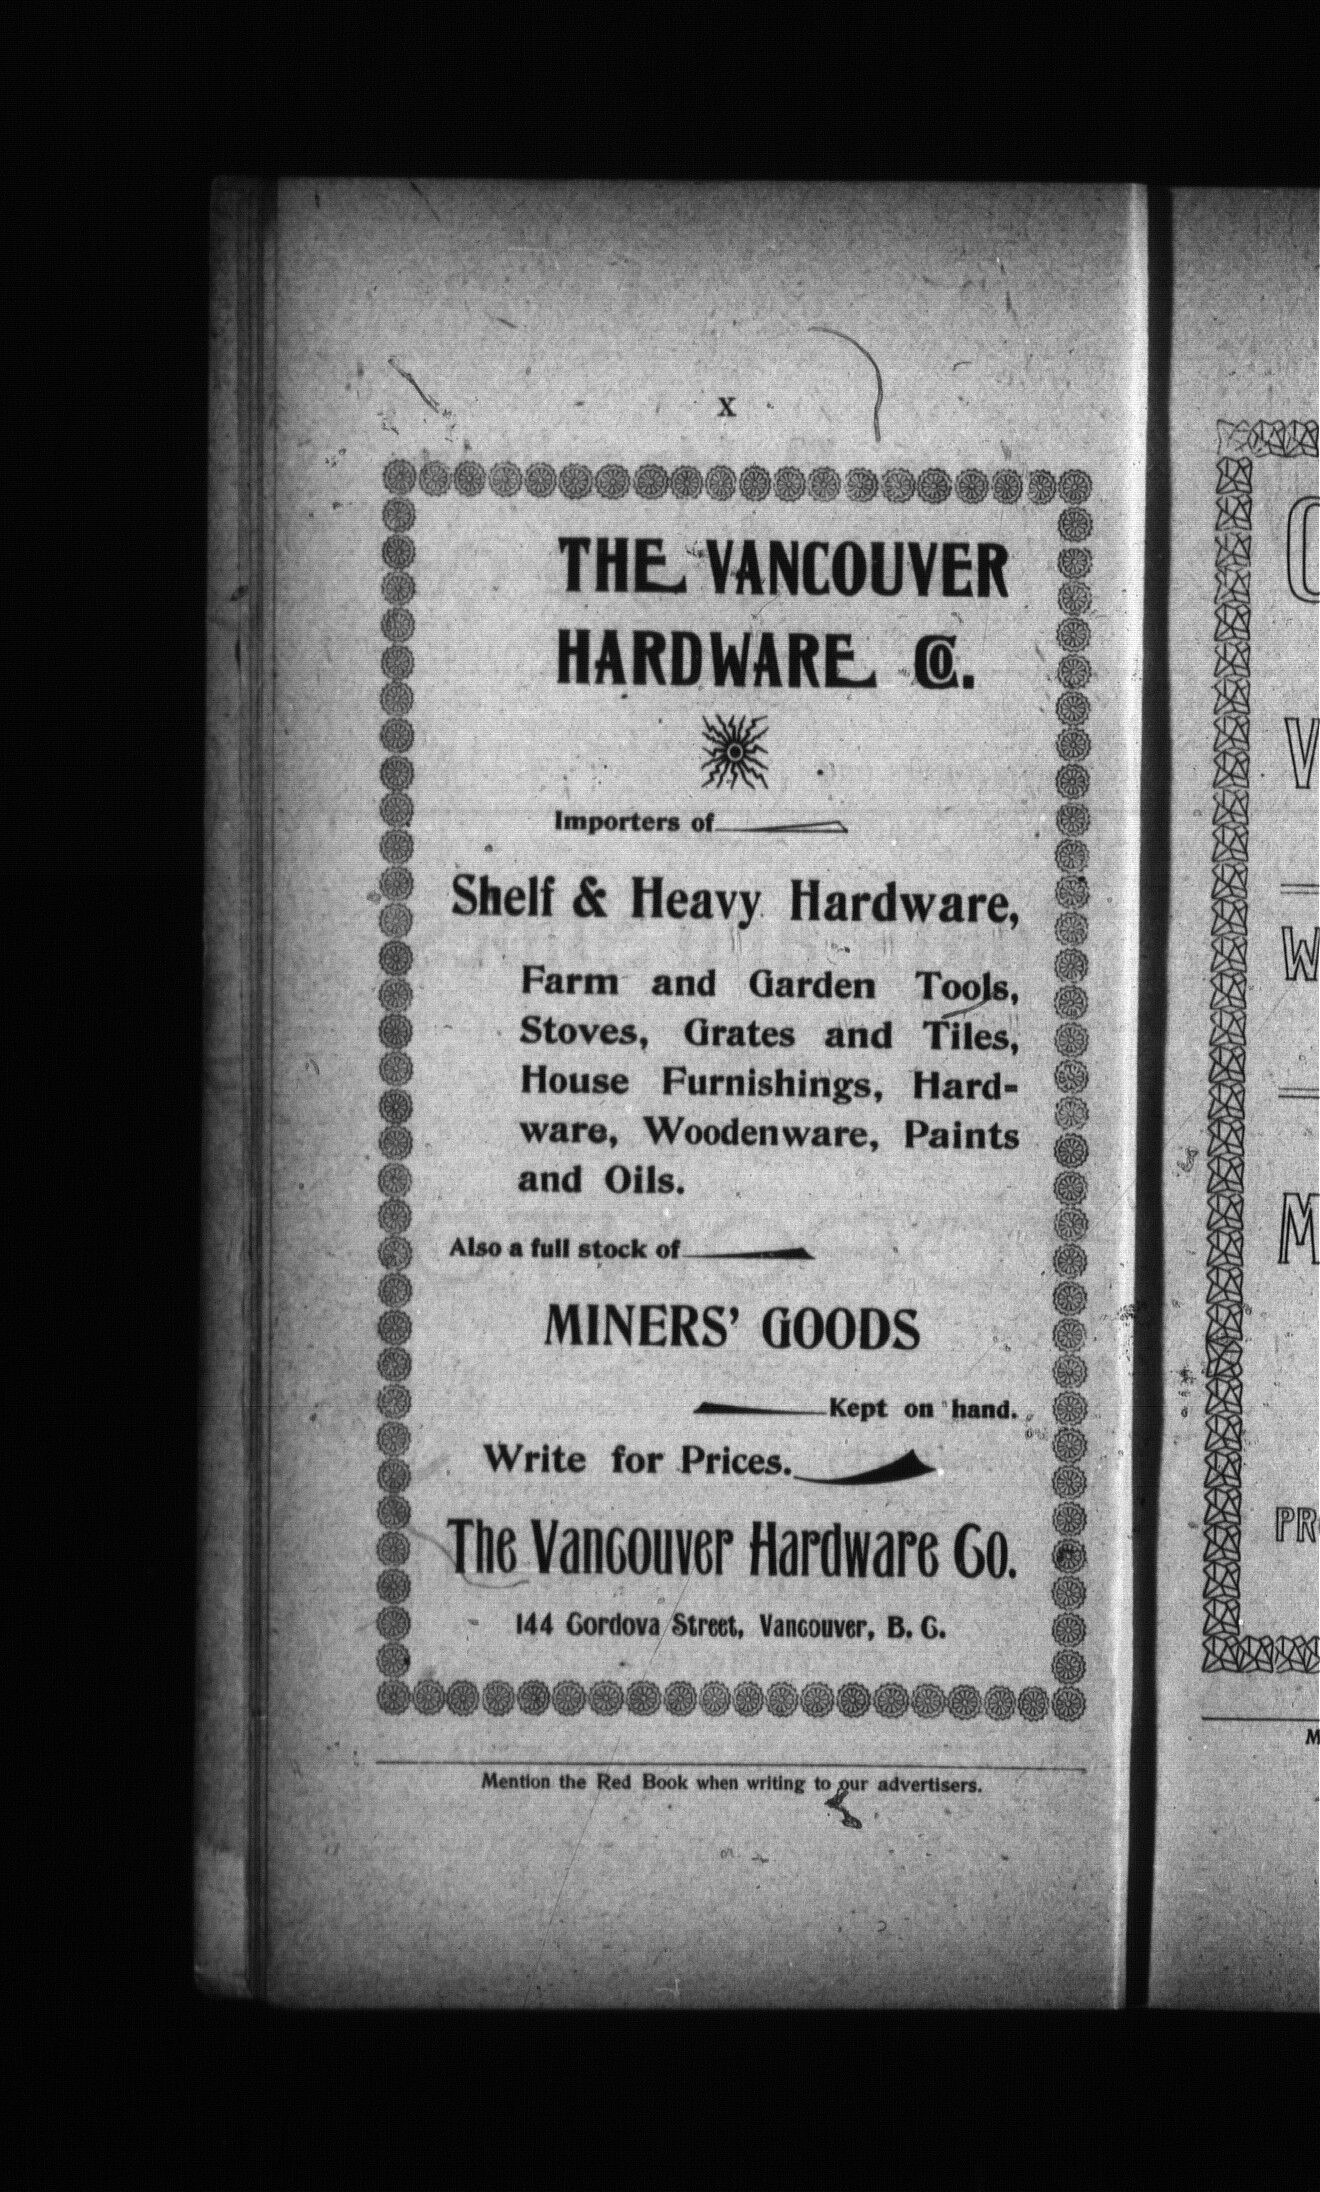 X
THE VANCOUVER
HARDWARE Co.
Importers of
Shelf & Heavy Hardware,
Farm and Garden Tools,
Stoves, Grates and Tiles,
House Furnishings, Hard-
ware, Woodenware, Paints
and Oils.
Also a full stock of
MINERS' GOODS
Kept on hand.
Write for Prices.
The Vancouver Hardware Co.
144 Cordova Street, Vancouver, B. C.
Mention the Red Book when writing to our advertisers.